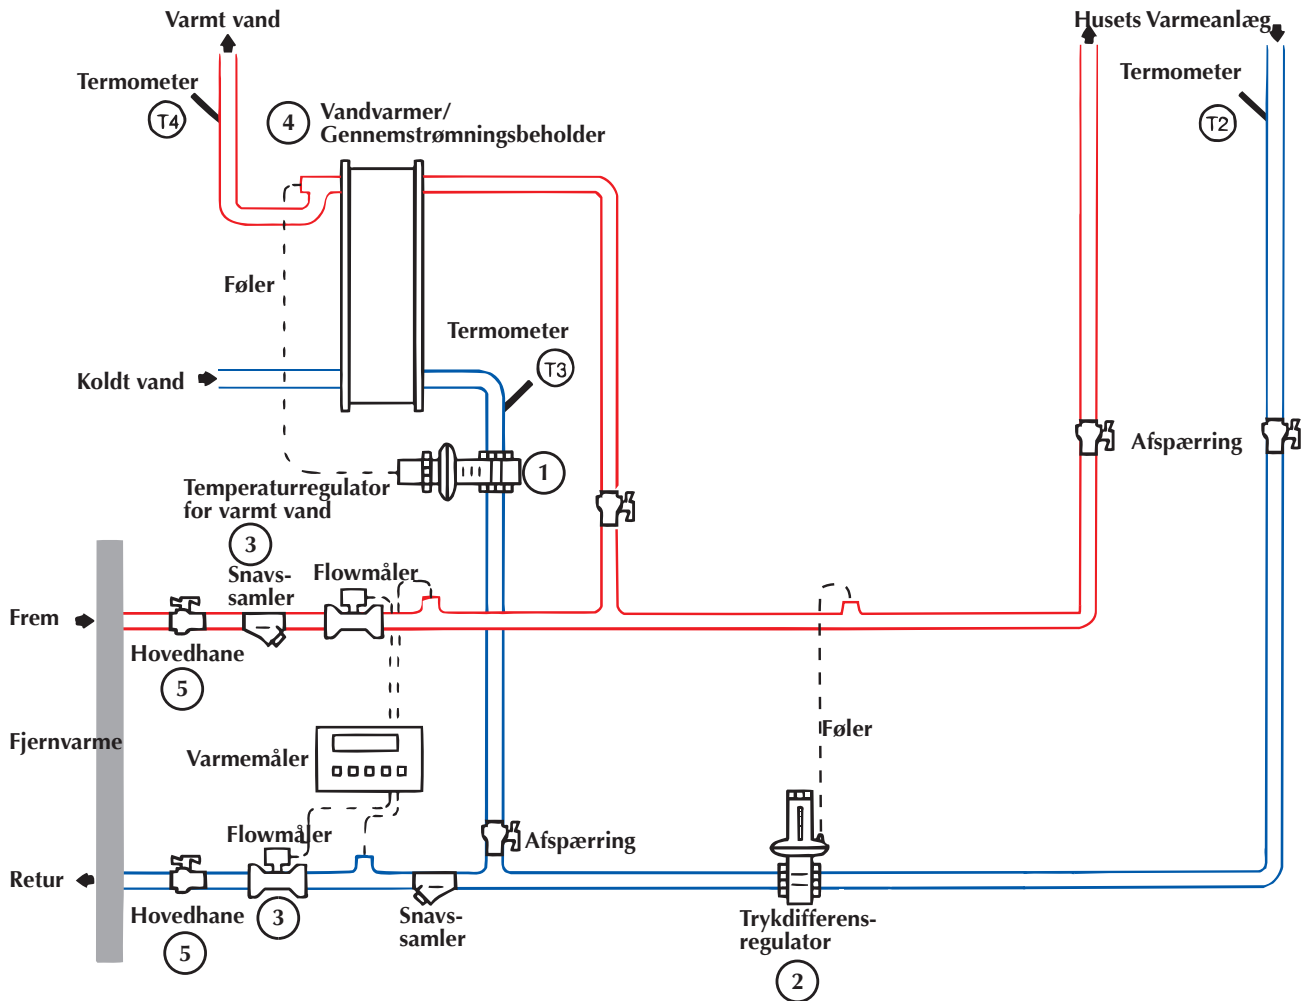 Varmt vand
Husets Varmeanlæg
Termometer
T4
4
Vandvarmer/
Gennemstrømningsbeholder
Termometer
T2
Føler
Termometer
T3
Koldt vand
Afspærring
1
Temperaturregulator
for varmt vand
3
Snavs-
samler
Flowmåler
Frem
Hovedhane
5
Fjernvarme
Varmemåler
Føler
Flowmåler
Afspærring
Retur
Hovedhane
5
3
Snavs-
samler
Trykdifferens-
regulator
2